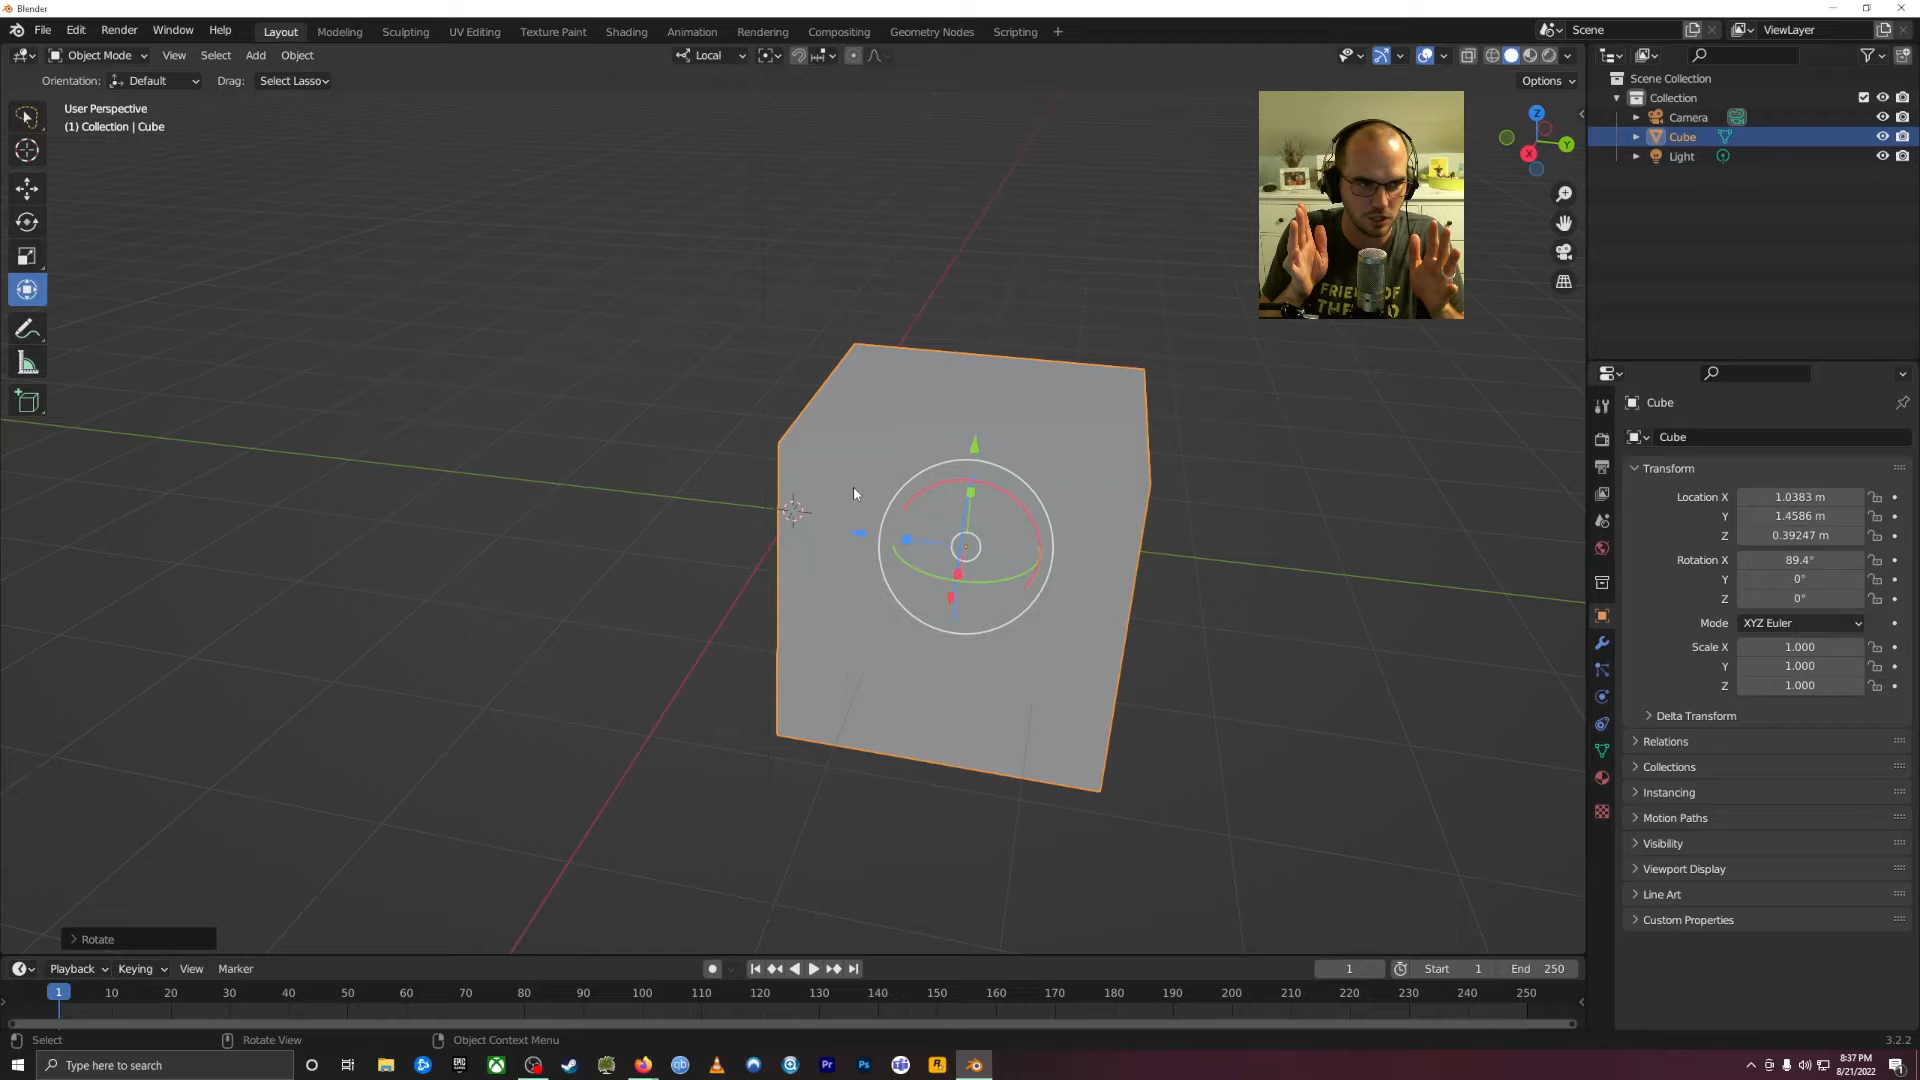 Blender
File Edit Render Window Help Layout Modeling Sculpting UV Editing Texture Paint Shading Animation Rendering Compositing Geometry Nodes Scripting + Scene ViewLayer
Object Mode View Select Add Object Local
Orientation: Default Drag: Select Lasso Options
User Perspective
(1) Collection | Cube
Z
Y
X
Scene Collection
Collection
Camera
Cube
Light
Cube
Cube
Transform
Location X 1.0383 m
Y 1.4586 m
Z 0.39247 m
Rotation X 89.4°
Y 0°
Z 0°
Mode XYZ Euler
Scale X 1.000
Y 1.000
Z 1.000
Delta Transform
Relations
Collections
Instancing
Motion Paths
Visibility
Viewport Display
Line Art
Custom Properties
Rotate
Playback Keying View Marker 1 Start 1 End 250
1 10 20 30 40 50 60 70 80 90 100 110 120 130 140 150 160 170 180 190 200 210 220 230 240 250
Select Rotate View Object Context Menu 3.2.2
Type here to search
EPIC
qb
Pr
Ps
8:37 PM
8/21/2022